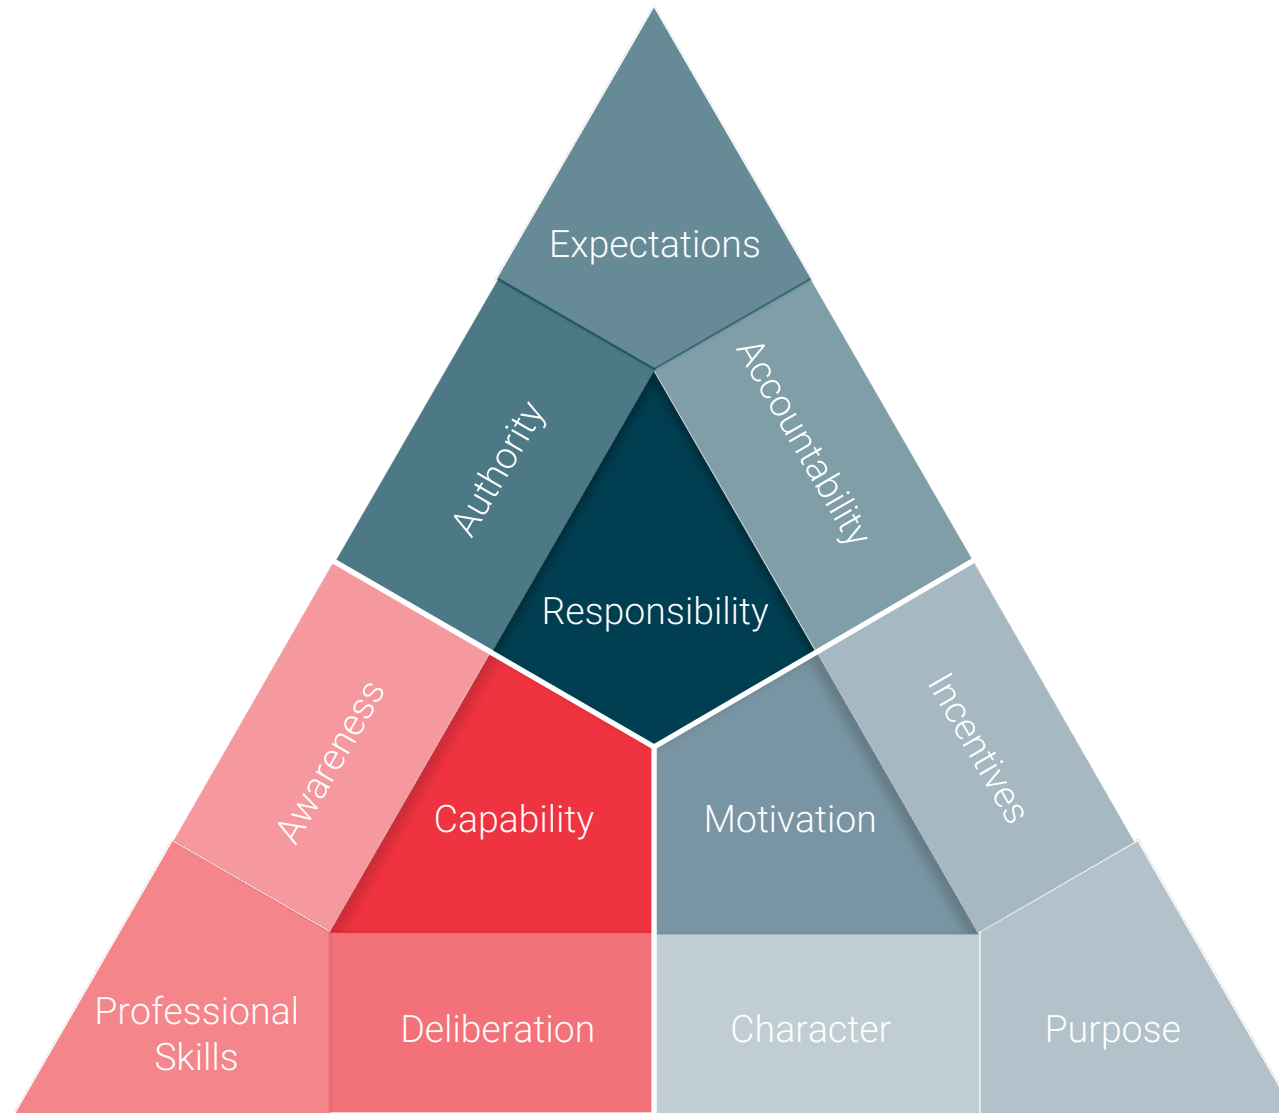 Expectations
Authority
Accountability
Responsibility
Awareness
Capability
Motivation
Incentives
Professional
Skills
Deliberation
Character
Purpose